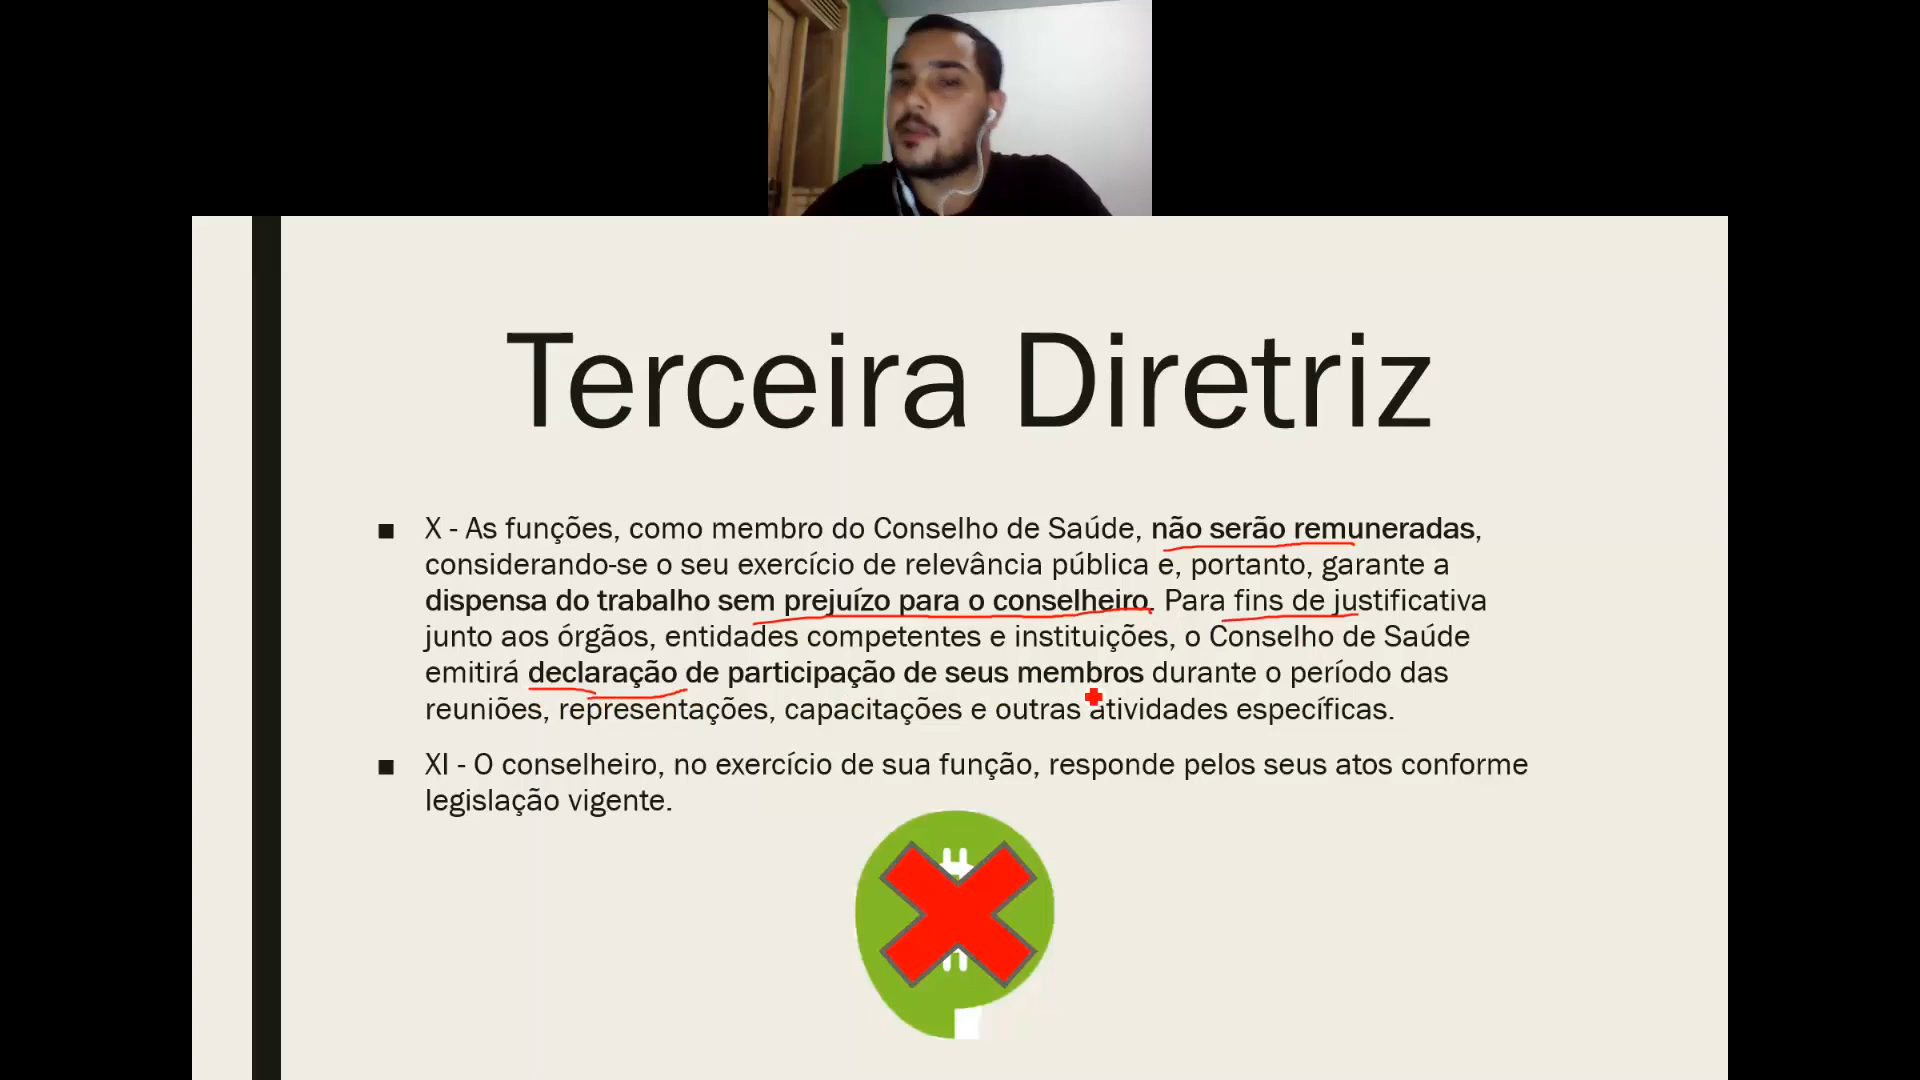 Terceira Diretriz
X - As funções, como membro do Conselho de Saúde, não serão remuneradas,
considerando-se o seu exercício de relevância pública e, portanto, garante a
dispensa do trabalho sem prejuízo para o conselheiro. Para fins de justificativa
junto aos órgãos, entidades competentes e instituições, o Conselho de Saúde
emitirá declaração de participação de seus membros durante o período das
reuniões, representações, capacitações e outras atividades específicas.
XI - O conselheiro, no exercício de sua função, responde pelos seus atos conforme
legislação vigente.